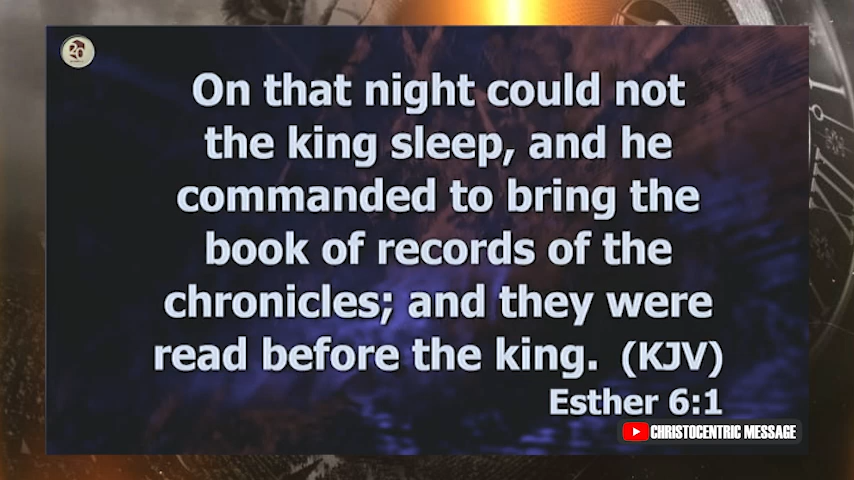 On that night could not
the king sleep, and he
commanded to bring the
book of records of the
chronicles; and they were
read before the king. (KJV)
Esther 6:1
CHRISTOCENTRIC MESSAGE